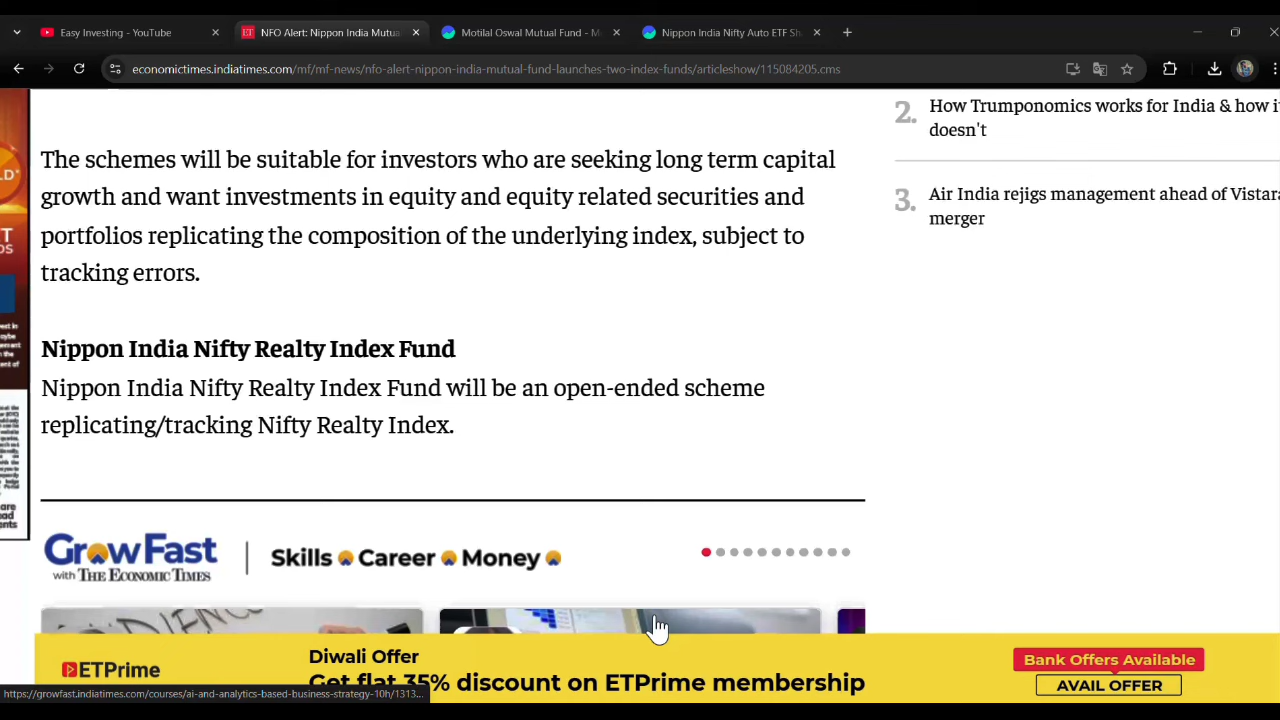 Easy Investing - YouTube
NFO Alert: Nippon India Mutua
Motilal Oswal Mutual Fund - M
Nippon India Nifty Auto ETF Sh
economictimes.indiatimes.com/mf/mf-news/nfo-alert-nippon-india-mutual-fund-launches-two-index-funds/articleshow/115084205.cms
2. How Trumponomics works for India & how it
doesn't
3. Air India rejigs management ahead of Vistara
merger
The schemes will be suitable for investors who are seeking long term capital
growth and want investments in equity and equity related securities and
portfolios replicating the composition of the underlying index, subject to
tracking errors.
Nippon India Nifty Realty Index Fund
Nippon India Nifty Realty Index Fund will be an open-ended scheme
replicating/tracking Nifty Realty Index.
GrowFast
with THE ECONOMIC TIMES
Skills Career Money
ETPrime
Diwali Offer
Get flat 35% discount on ETPrime membership
Bank Offers Available
AVAIL OFFER
https://growfast.indiatimes.com/courses/ai-and-analytics-based-business-strategy-10h/1313...